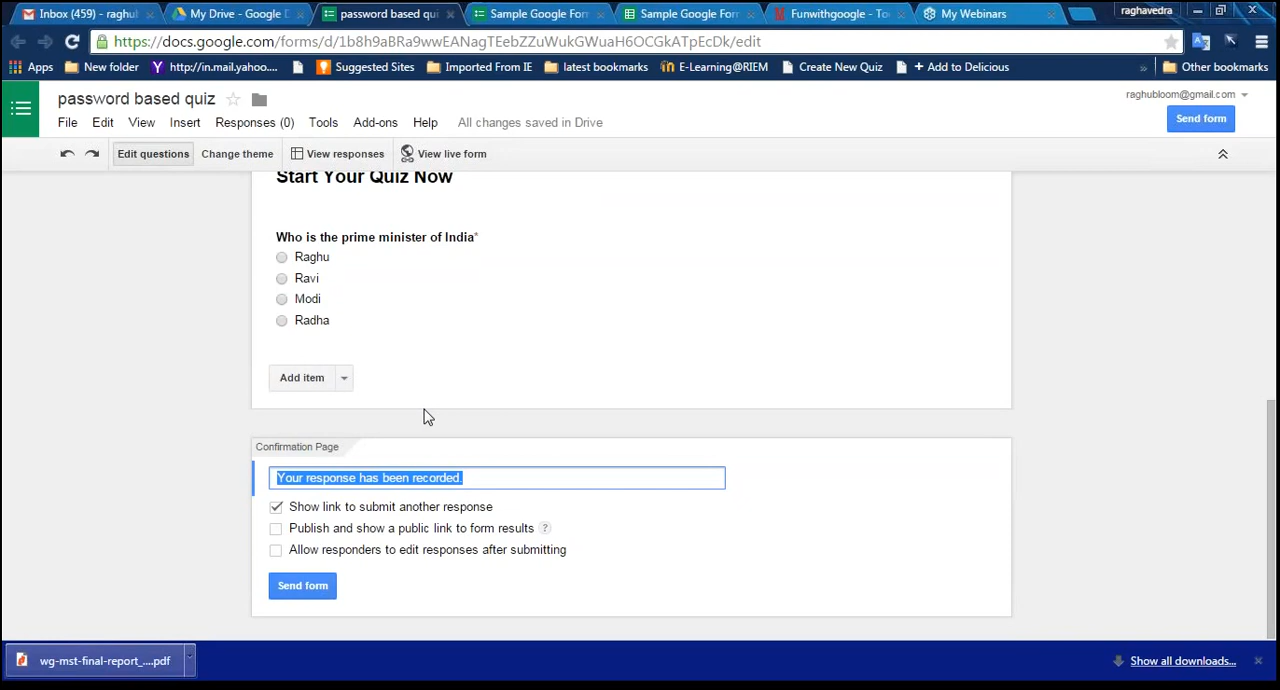 Inbox (459) - raghu
My Drive - Google D
password based qui
Sample Google For
Sample Google For
Funwithgoogle - To
My Webinars
raghavedra
https://docs.google.com/forms/d/1b8h9aBRa9wwEANagTEebZZuWukGWuaH6OCGkATpEcDk/edit
Apps
New folder
http://in.mail.yahoo....
Suggested Sites
Imported From IE
latest bookmarks
E-Learning@RIEM
Create New Quiz
+ Add to Delicious
»
Other bookmarks
password based quiz
raghubloom@gmail.com
File Edit View Insert Responses (0) Tools Add-ons Help All changes saved in Drive
Send form
Edit questions Change theme View responses View live form
Start Your Quiz Now
Who is the prime minister of India*
Raghu
Ravi
Modi
Radha
Add item
Confirmation Page
Your response has been recorded.
Show link to submit another response
Publish and show a public link to form results ?
Allow responders to edit responses after submitting
Send form
wg-mst-final-report_....pdf
Show all downloads...